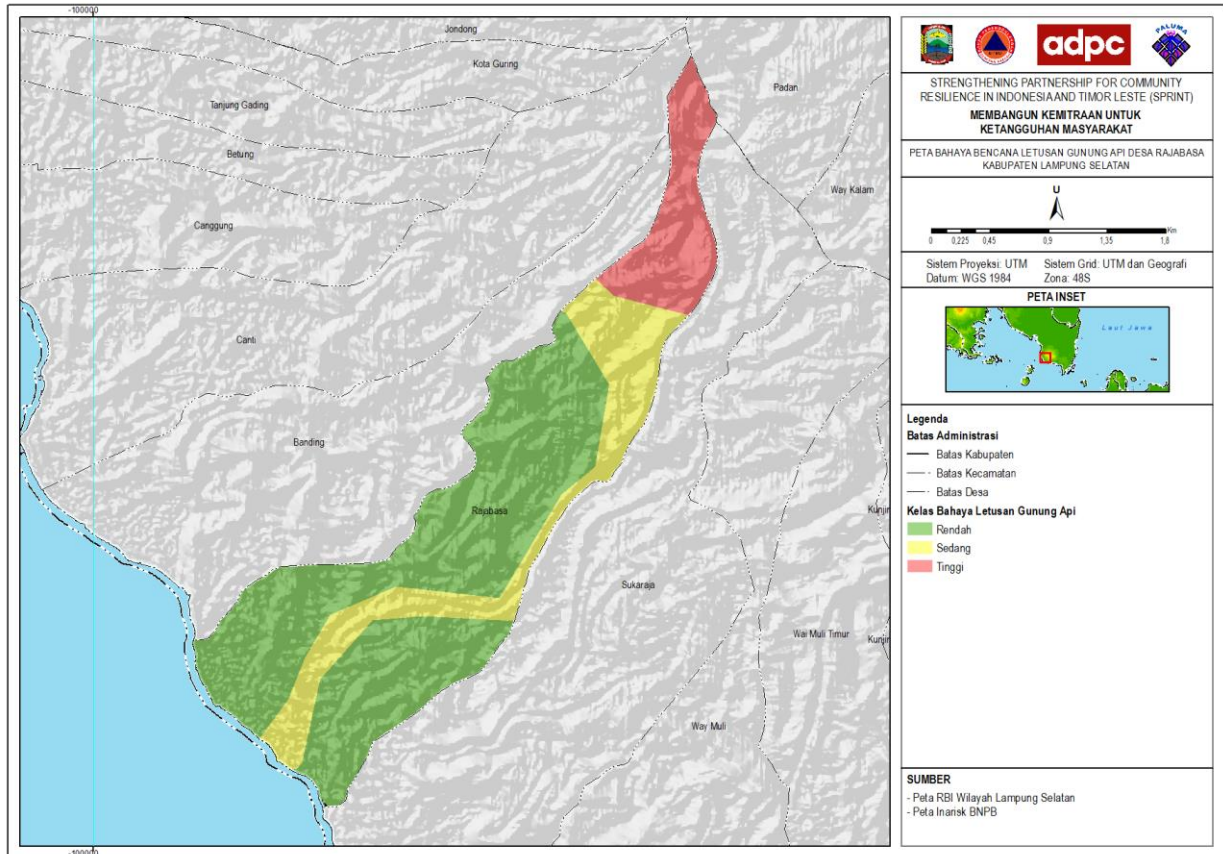 -100000
Jondong
Kota Guring
Padan
Tanjung Gading
Betung
Way Kalam
Canggung
Canti
Banding
Rajabasa
Kunjir
Sukaraja
Wai Muli Timur
Kunjir
Way Muli
-100000
adpc
PALUMA
STRENGTHENING PARTNERSHIP FOR COMMUNITY
RESILIENCE IN INDONESIA AND TIMOR LESTE (SPRINT)
MEMBANGUN KEMITRAAN UNTUK
KETANGGUHAN MASYARAKAT
PETA BAHAYA BENCANA LETUSAN GUNUNG API DESA RAJABASA
KABUPATEN LAMPUNG SELATAN
U
Km
0 0,225 0,45 0,9 1,35 1,8
Sistem Proyeksi: UTM Sistem Grid: UTM dan Geografi
Datum: WGS 1984 Zona: 48S
PETA INSET
Laut Jawa
Legenda
Batas Administrasi
Batas Kabupaten
Batas Kecamatan
Batas Desa
Kelas Bahaya Letusan Gunung Api
Rendah
Sedang
Tinggi
SUMBER
- Peta RBI Wilayah Lampung Selatan
- Peta Inarisk BNPB